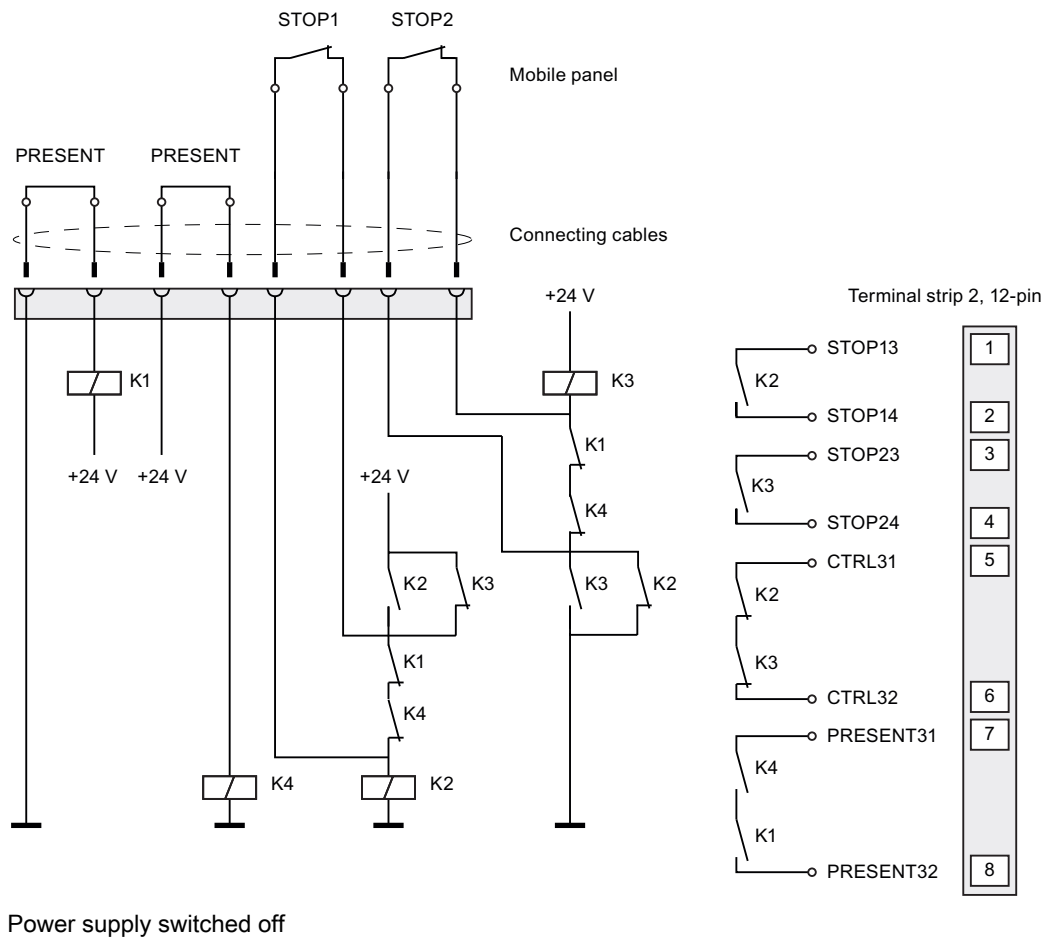 STOP1 STOP2
Mobile panel
PRESENT PRESENT
Connecting cables
+24 V
Terminal strip 2, 12-pin
STOP13 1
K1
K3
K2
STOP14 2
K1
STOP23 3
+24 V +24 V
+24 V
K3
K4
STOP24 4
CTRL31 5
K2 K3
K3 K2
K2
K1
K3
CTRL32 6
K4
PRESENT31 7
K4
K4 K2
K1
PRESENT32 8
Power supply switched off